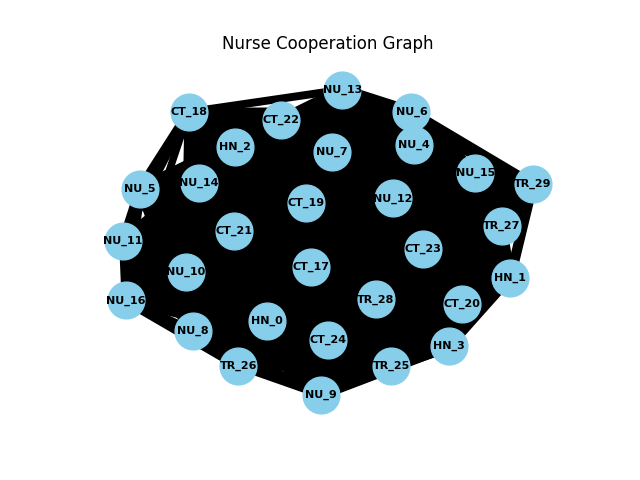 Nurse Cooperation Graph
NU_13
CT_18
NU_6
CT_22
HN_2
NU_4
NU_7
NU_15
NU_14
TR_29
NU_5
NU_12
CT_19
TR_27
CT_21
NU_11
CT_23
CT_17
NU_10
HN_1
TR_28
NU_16
CT_20
HN_0
NU_8
CT_24
HN_3
TR_26
TR_25
NU_9